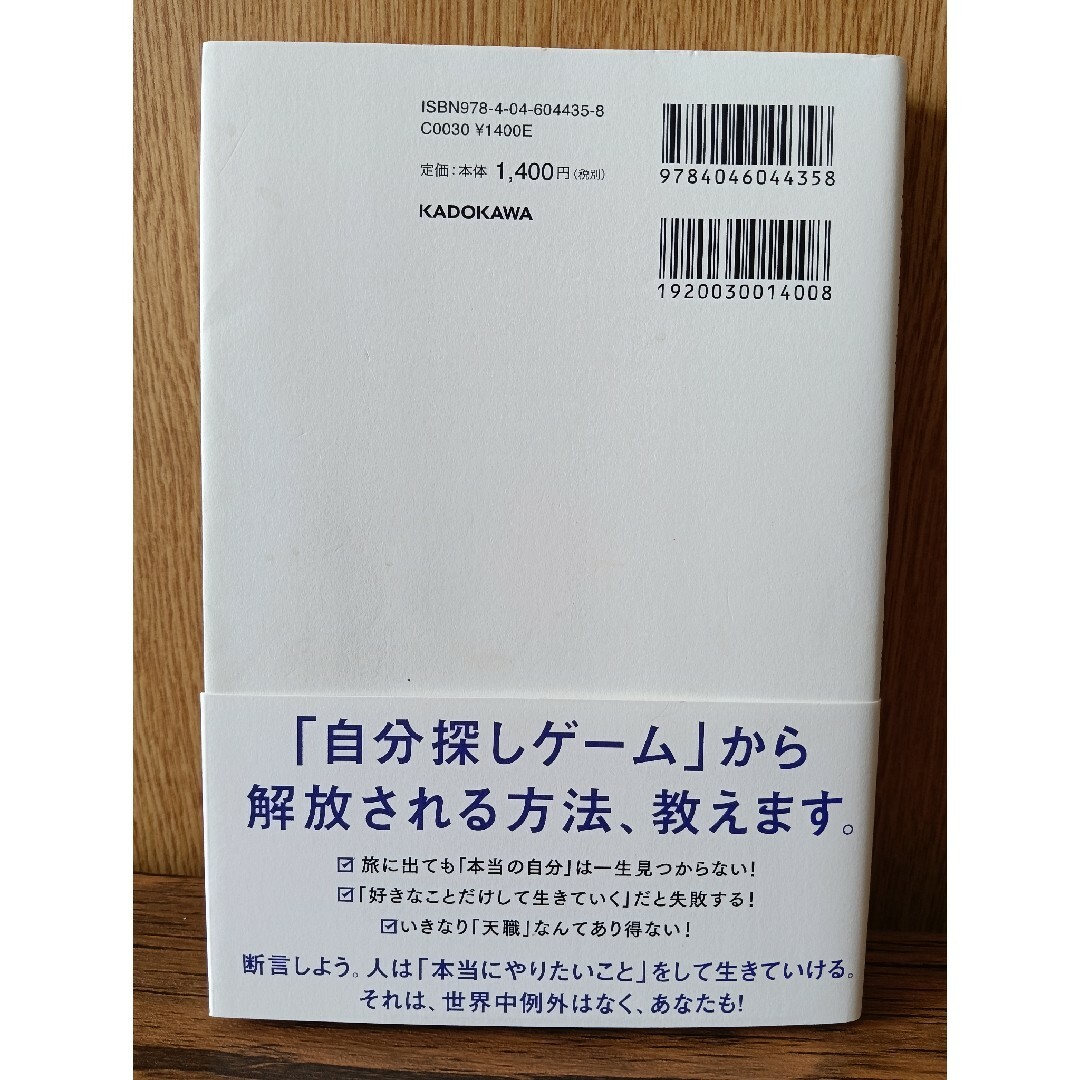 ISBN978-4-04-604435-8
C0030 ¥1400E
定価:本体 1,400円(税別)
KADOKAWA
9784046044358
1920030014008
「自分探しゲーム」から
解放される方法、教えます。
☑ 旅に出ても「本当の自分」は一生見つからない!
☑「好きなことだけして生きていく」だと失敗する!
☑いきなり「天職」なんてあり得ない!
断言しよう。人は「本当にやりたいこと」をして生きていける。
それは、世界中例外はなく、あなたも!